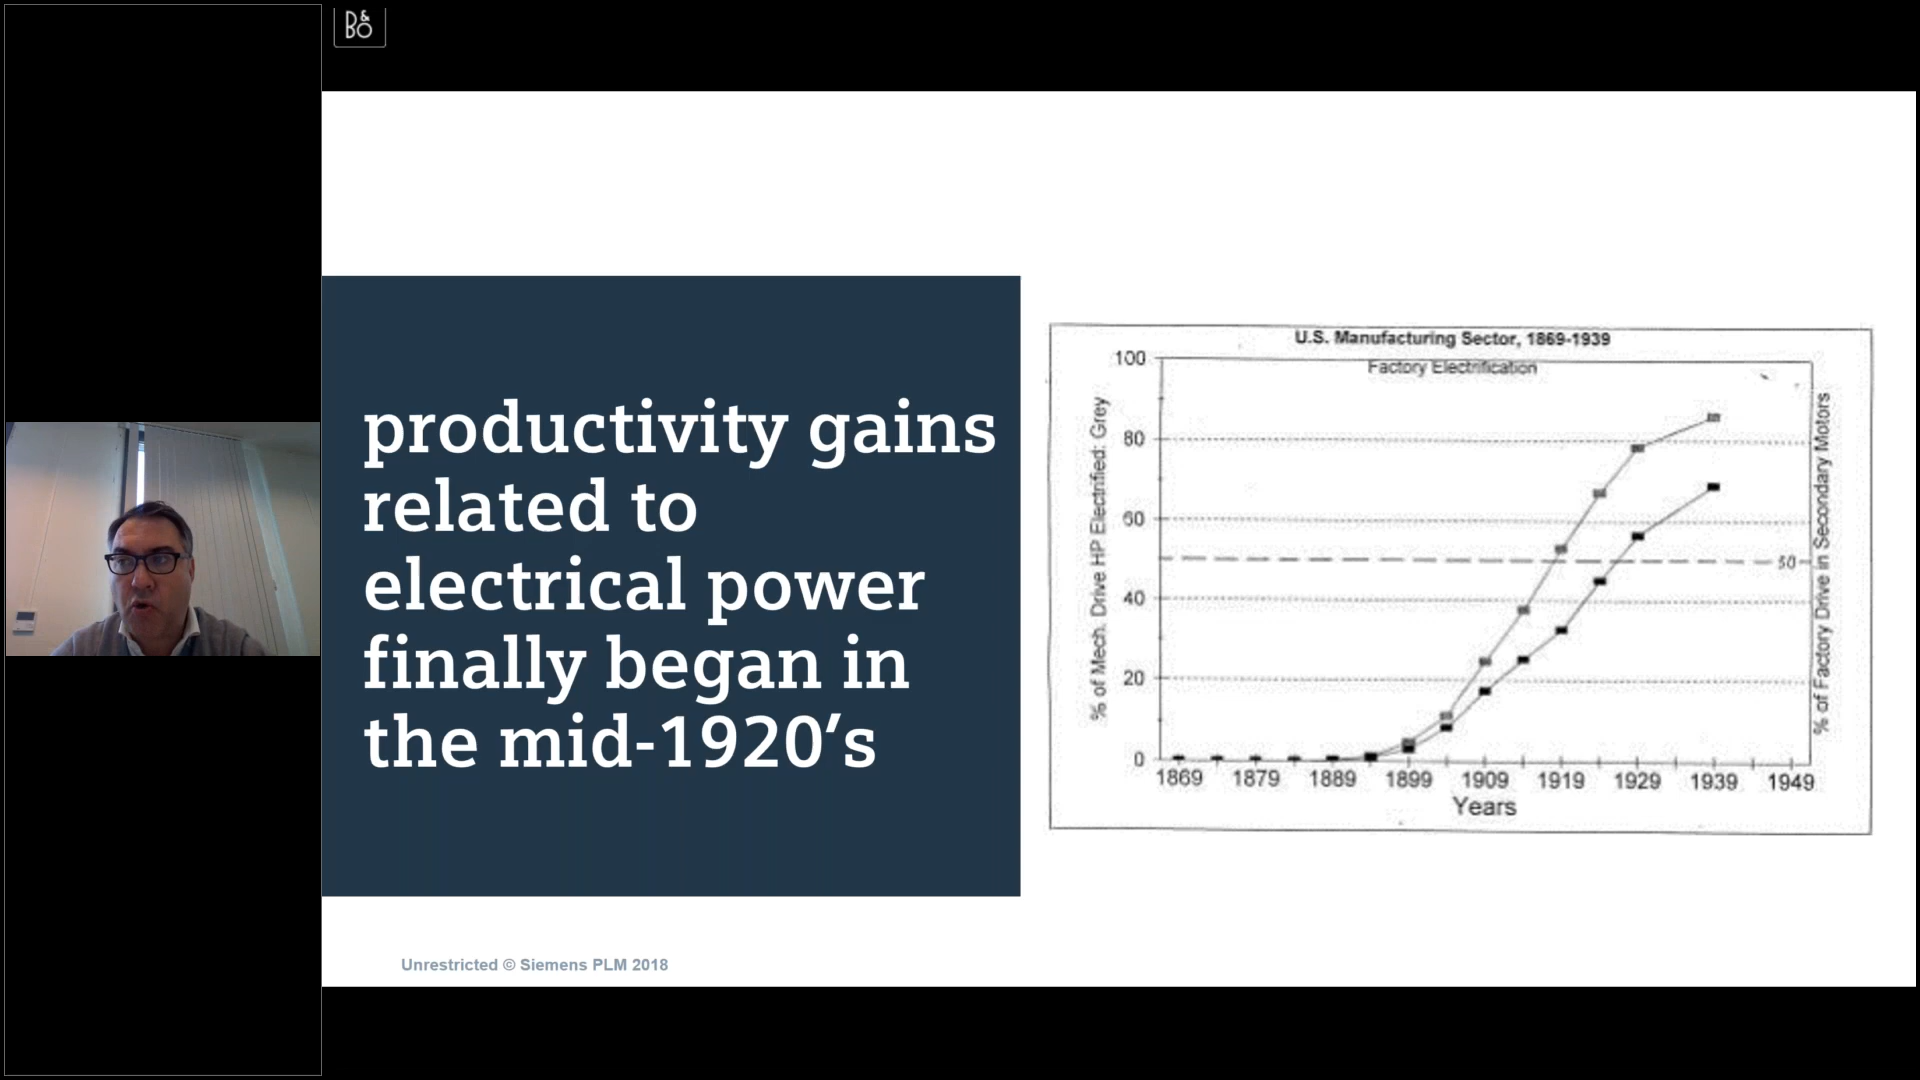 B&O
productivity gains
related to
electrical power
finally began in
the mid-1920’s
U.S. Manufacturing Sector, 1869-1939
Factory Electrification
% of Mech. Drive HP Electrified: Grey
100
80
60
40
20
0
50
% of Factory Drive in Secondary Motors
1869 1879 1889 1899 1909 1919 1929 1939 1949
Years
Unrestricted © Siemens PLM 2018